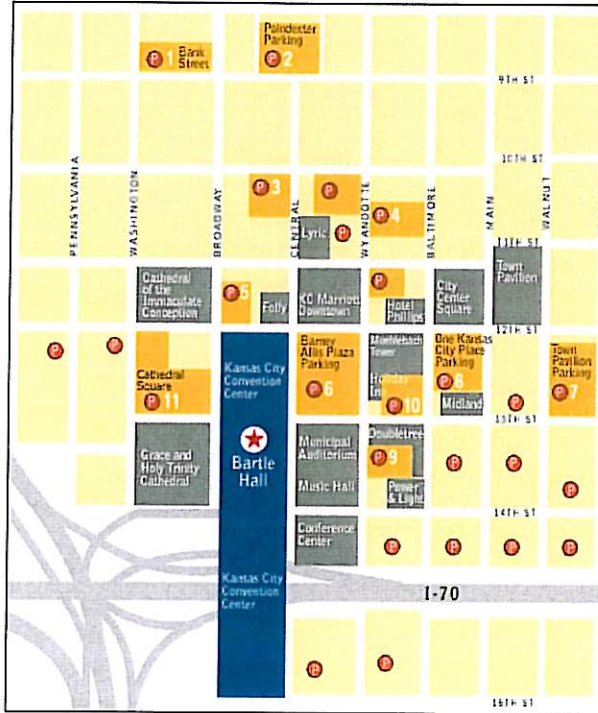 Poindexter
Parking
P 2
P 1 Bank
Street
9TH ST
10TH ST
PENNSYLVANIA
WASHINGTON
BROADWAY
CENTRAL
WYANDOTTE
BALTIMORE
MAIN
WALNUT
P 3
P
P 4
Lyric
P
11TH ST
Cathedral
of the
Immaculate
Conception
P 5
Folly
KC Marriott
Downtown
P
Hotel
Phillips
City
Center
Square
Town
Pavilion
12TH ST
P
P
Cathedral
Square
P 11
Kansas City
Convention
Center
Barney
Allis Plaza
Parking
P 6
Muehlebach
Tower
Holiday
Inn
P 10
One Kansas
City Place
Parking
P 8
Midland
P
Town
Pavilion
Parking
P 7
13TH ST
Grace and
Holy Trinity
Cathedral
Bartle
Hall
Municipal
Auditorium
Music Hall
Doubletree
P 9
Power
& Light
P
P
P
14TH ST
Conference
Center
P
P
P
P
Kansas City
Convention
Center
I-70
P
P
16TH ST